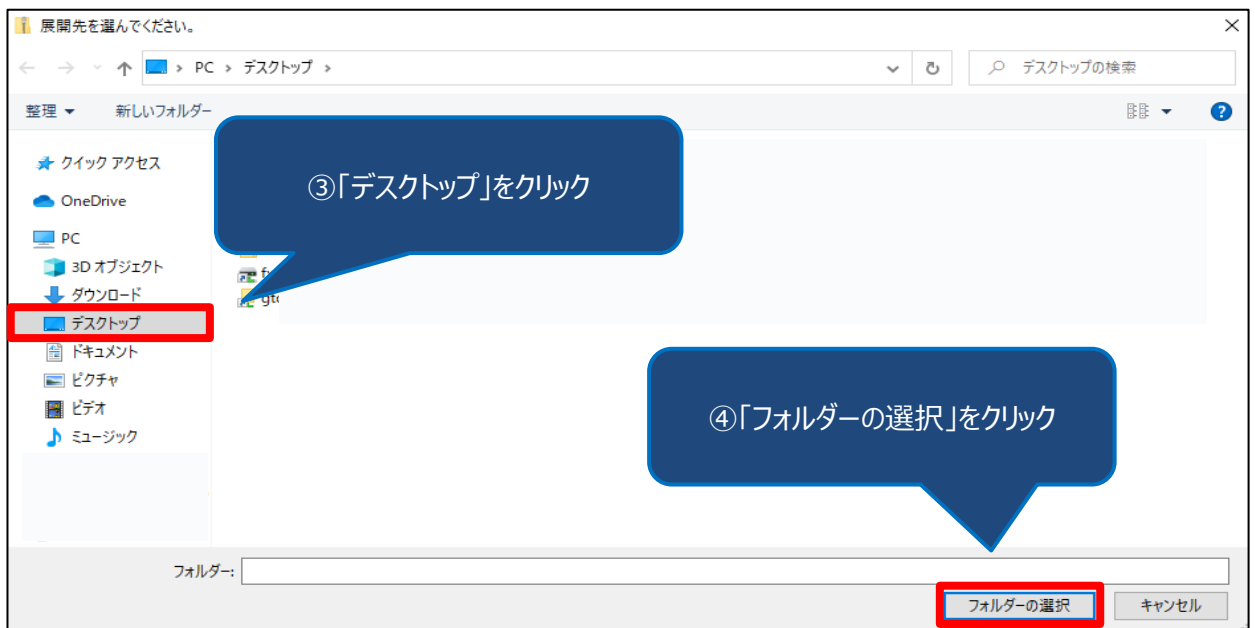 展開先を選んでください。
PC › デスクトップ ›
デスクトップの検索
整理
新しいフォルダー
③「デスクトップ」をクリック
クイック アクセス
OneDrive
PC
3D オブジェクト
ダウンロード
デスクトップ
ドキュメント
ピクチャ
ビデオ
ミュージック
④「フォルダーの選択」をクリック
フォルダー:
フォルダーの選択
キャンセル